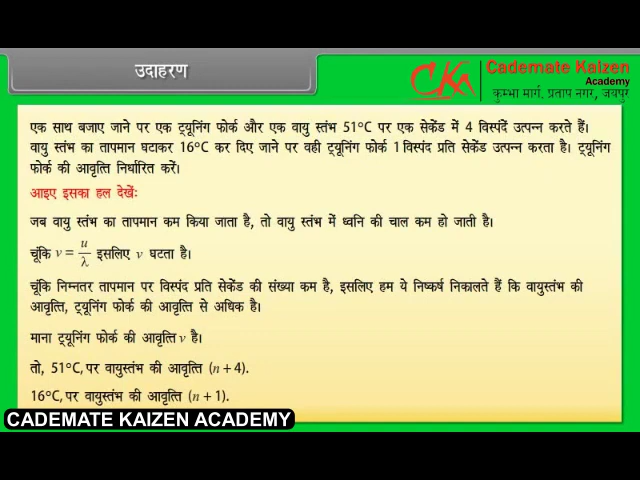 उदाहरण
CKA
Cademate Kaizen
Academy
कुम्भा मार्ग, प्रताप नगर, जयपुर
एक साथ बजाए जाने पर एक ट्यूनिंग फोर्क और एक वायु स्तंभ 51°C पर एक सेकेंड में 4 विस्पंदें उत्पन्न करते हैं।
वायु स्तंभ का तापमान घटाकर 16°C कर दिए जाने पर वही ट्यूनिंग फोर्क 1 विस्पंद प्रति सेकेंड उत्पन्न करता है। ट्यूनिंग
फोर्क की आवृत्ति निर्धारित करें।
आइए इसका हल देखें:
जब वायु स्तंभ का तापमान कम किया जाता है, तो वायु स्तंभ में ध्वनि की चाल कम हो जाती है।
चूंकि ν = u/λ इसलिए ν घटता है।
चूंकि निम्नतर तापमान पर विस्पंद प्रति सेकेंड की संख्या कम है, इसलिए हम ये निष्कर्ष निकालते हैं कि वायुस्तंभ की
आवृत्ति, ट्यूनिंग फोर्क की आवृत्ति से अधिक है।
माना ट्यूनिंग फोर्क की आवृत्ति ν है।
तो, 51°C, पर वायुस्तंभ की आवृत्ति (n + 4).
16°C, पर वायुस्तंभ की आवृत्ति (n + 1).
CADEMATE KAIZEN ACADEMY